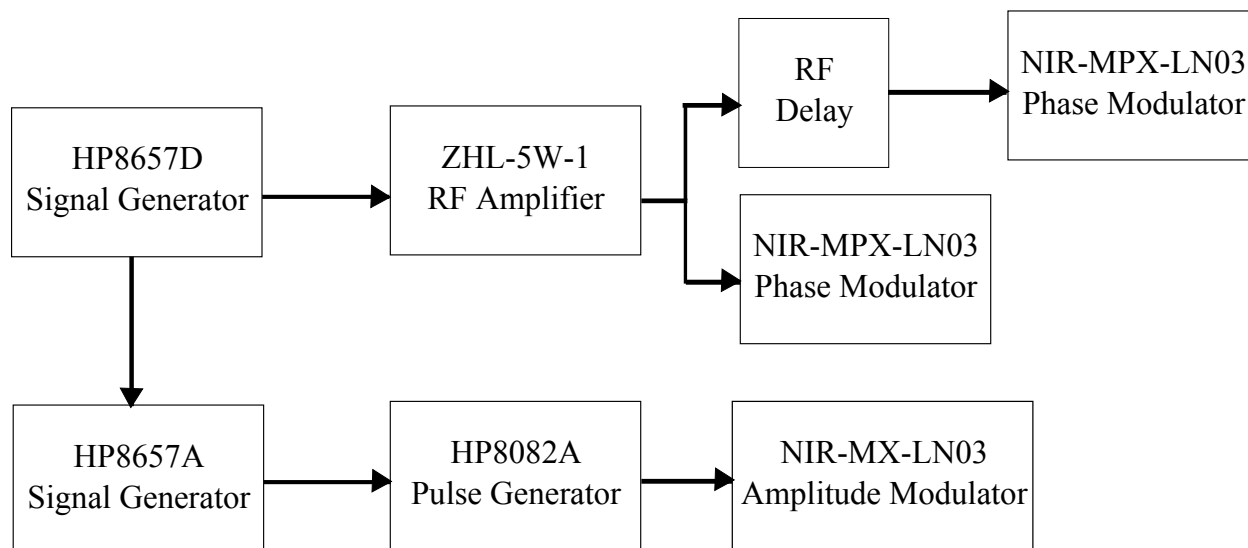 RF
Delay
NIR-MPX-LN03
Phase Modulator
HP8657D
Signal Generator
ZHL-5W-1
RF Amplifier
NIR-MPX-LN03
Phase Modulator
HP8657A
Signal Generator
HP8082A
Pulse Generator
NIR-MX-LN03
Amplitude Modulator